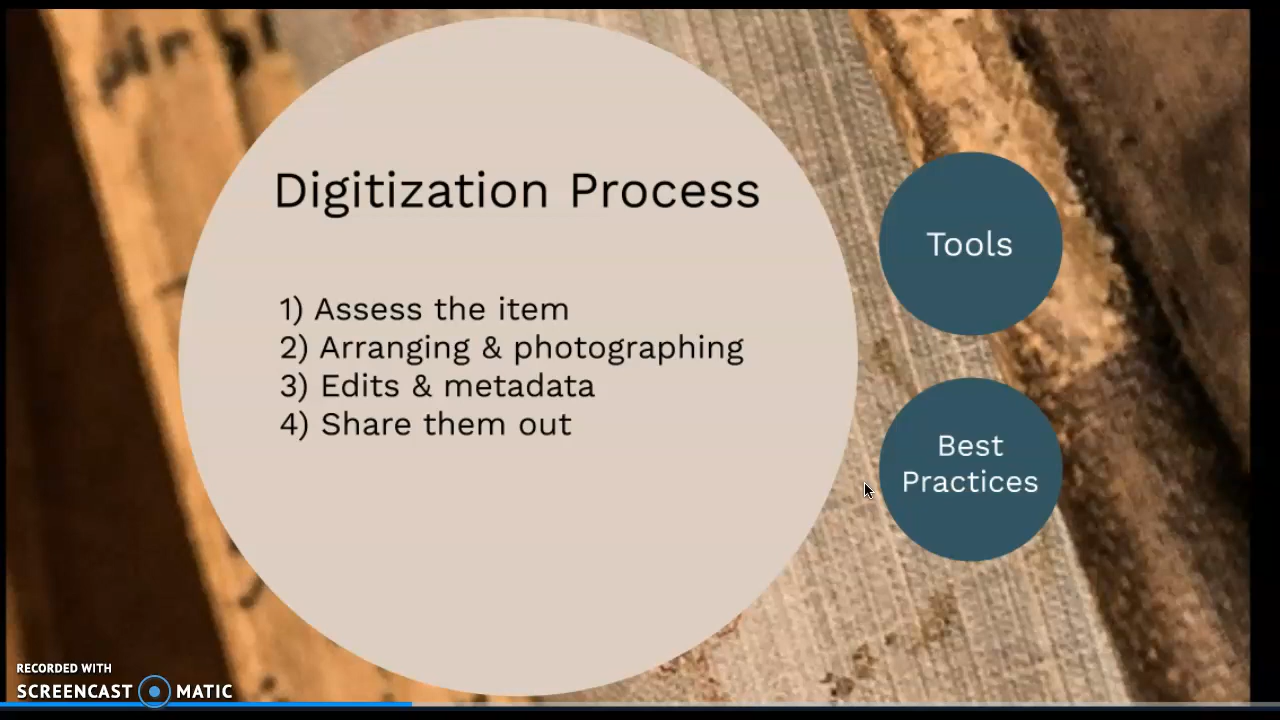 Digitization Process
1) Assess the item
2) Arranging & photographing
3) Edits & metadata
4) Share them out
Tools
Best
Practices
RECORDED WITH
SCREENCAST MATIC